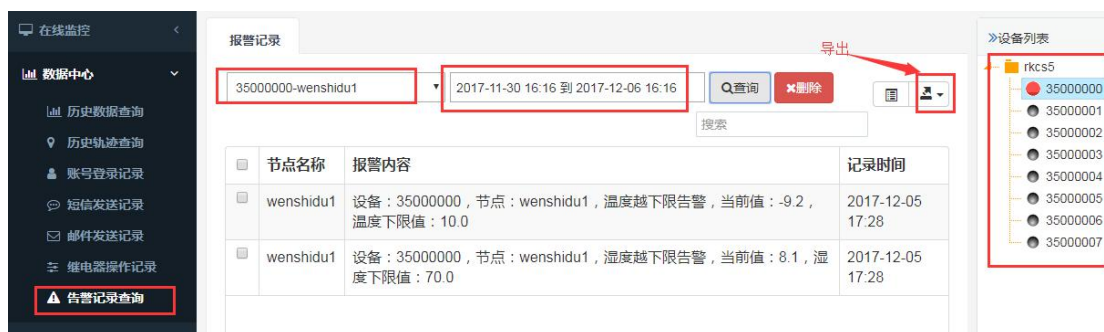 在线监控
数据中心
历史数据查询
历史轨迹查询
账号登录记录
短信发送记录
邮件发送记录
继电器操作记录
告警记录查询
报警记录
导出
35000000-wenshidu1
2017-11-30 16:16 到 2017-12-06 16:16
查询
删除
搜索
节点名称 报警内容 记录时间
wenshidu1 设备：35000000，节点：wenshidu1，温度越下限告警，当前值：-9.2， 2017-12-05
温度下限值：10.0 17:28
wenshidu1 设备：35000000，节点：wenshidu1，湿度越下限告警，当前值：8.1，湿 2017-12-05
度下限值：70.0 17:28
»设备列表
rkcs5
35000000
35000001
35000002
35000003
35000004
35000005
35000006
35000007